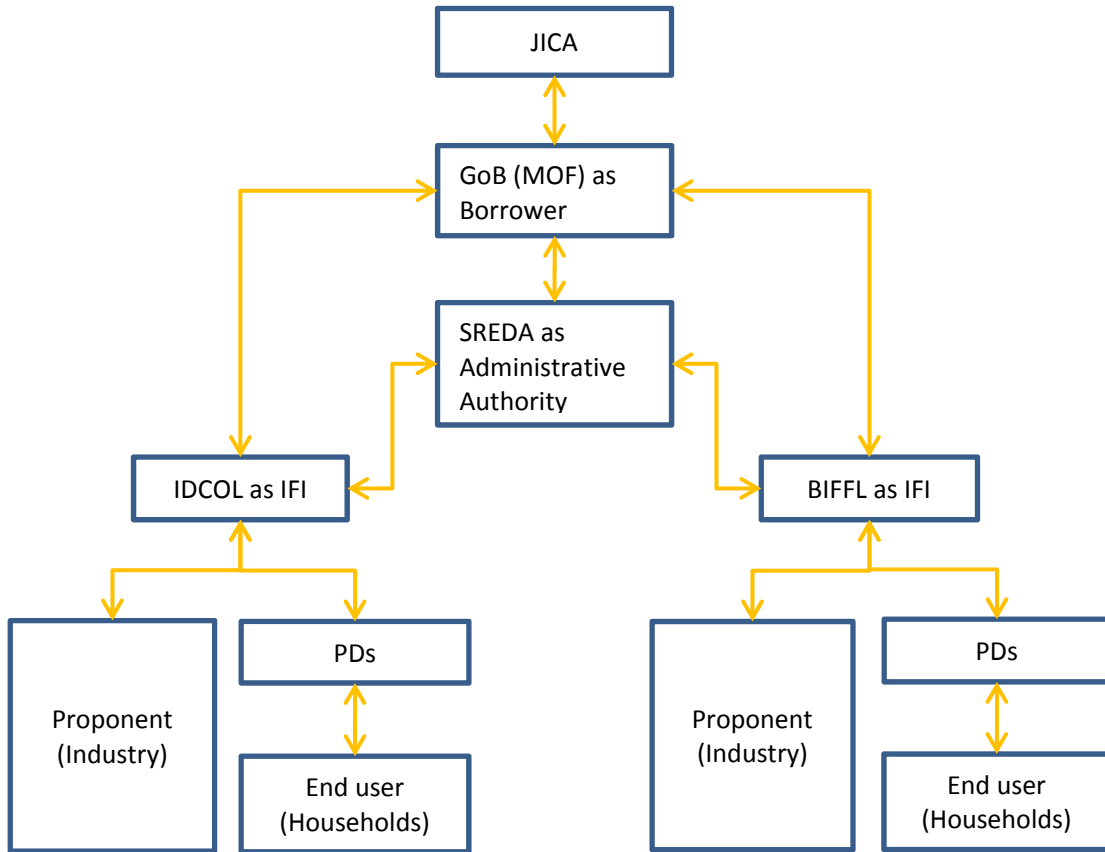 JICA
GoB (MOF) as
Borrower
SREDA as
Administrative
Authority
IDCOL as IFI
BIFFL as IFI
Proponent
(Industry)
PDs
End user
(Households)
Proponent
(Industry)
PDs
End user
(Households)